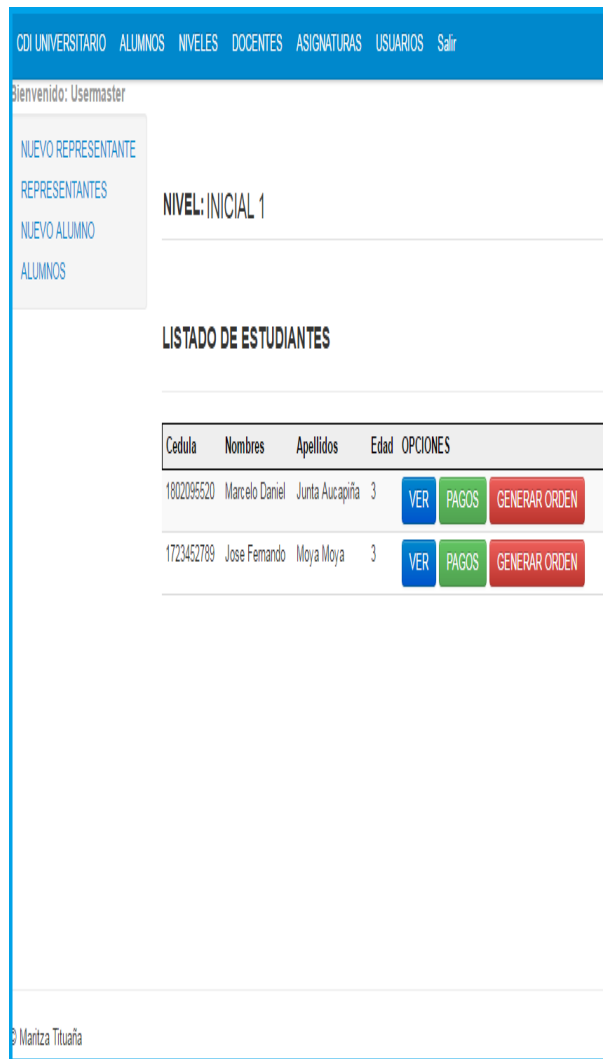 CDI UNIVERSITARIO ALUMNOS NIVELES DOCENTES ASIGNATURAS USUARIOS Salir
Bienvenido: Usermaster
NUEVO REPRESENTANTE
REPRESENTANTES
NUEVO ALUMNO
ALUMNOS
NIVEL: INICIAL 1
LISTADO DE ESTUDIANTES
Cedula Nombres Apellidos Edad OPCIONES
1802095520 Marcelo Daniel Junta Aucapiña 3 VER PAGOS GENERAR ORDEN
1723452789 Jose Fernando Moya Moya 3 VER PAGOS GENERAR ORDEN
© Maritza Tituaña